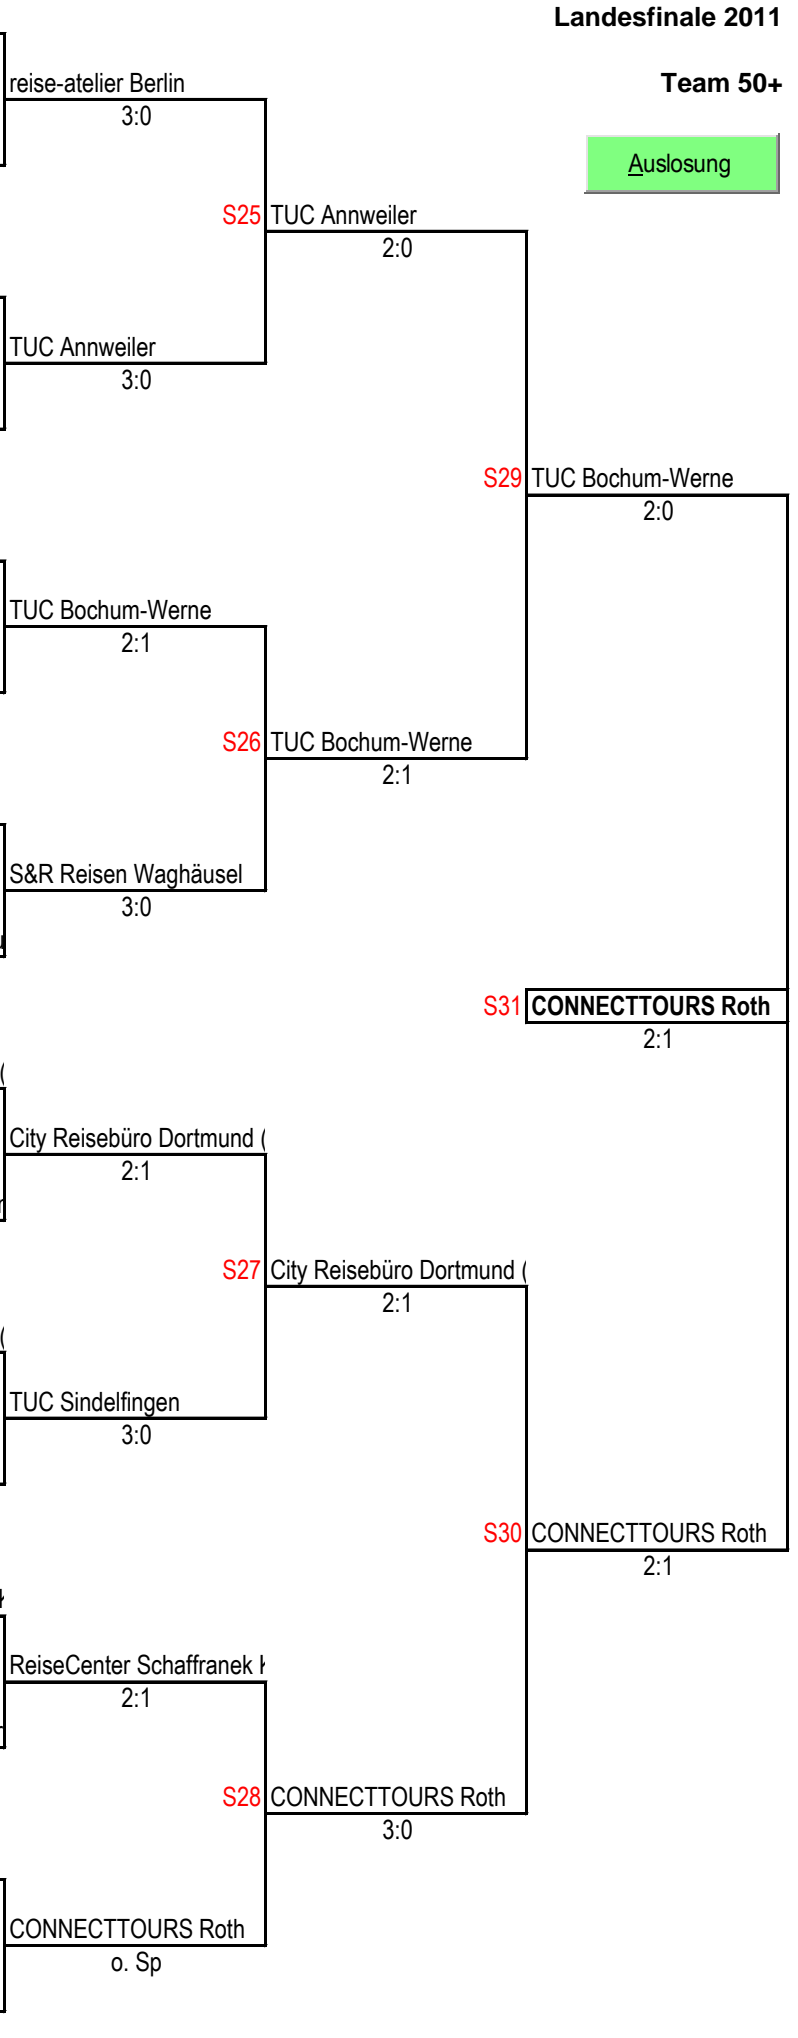 Landesfinale 2011
reise-atelier Berlin
Team 50+
3:0
Auslosung
S25 TUC Annweiler
2:0
TUC Annweiler
3:0
S29 TUC Bochum-Werne
2:0
TUC Bochum-Werne
2:1
S26 TUC Bochum-Werne
2:1
S&R Reisen Waghäusel
3:0
S31 CONNECTTOURS Roth
2:1
(
City Reisebüro Dortmund (
2:1
S27 City Reisebüro Dortmund (
2:1
(
TUC Sindelfingen
3:0
S30 CONNECTTOURS Roth
2:1
ReiseCenter Schaffranek
2:1
S28 CONNECTTOURS Roth
3:0
CONNECTTOURS Roth
o. Sp